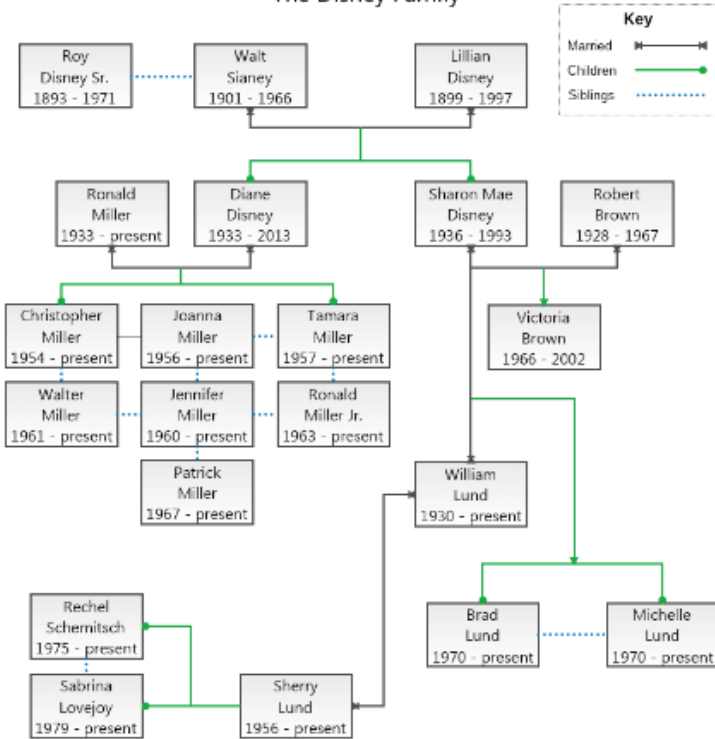 The Disney Family
Key
Married
Children
Siblings
Roy
Disney Sr.
1893 - 1971
Walt
Sianey
1901 - 1966
Lillian
Disney
1899 - 1997
Ronald
Miller
1933 - present
Diane
Disney
1933 - 2013
Sharon Mae
Disney
1936 - 1993
Robert
Brown
1928 - 1967
Christopher
Miller
1954 - present
Joanna
Miller
1956 - present
Tamara
Miller
1957 - present
Victoria
Brown
1966 - 2002
Walter
Miller
1961 - present
Jennifer
Miller
1960 - present
Ronald
Miller Jr.
1963 - present
Patrick
Miller
1967 - present
William
Lund
1930 - present
Rechel
Schemitsch
1975 - present
Brad
Lund
1970 - present
Michelle
Lund
1970 - present
Sabrina
Lovejoy
1979 - present
Sherry
Lund
1956 - present